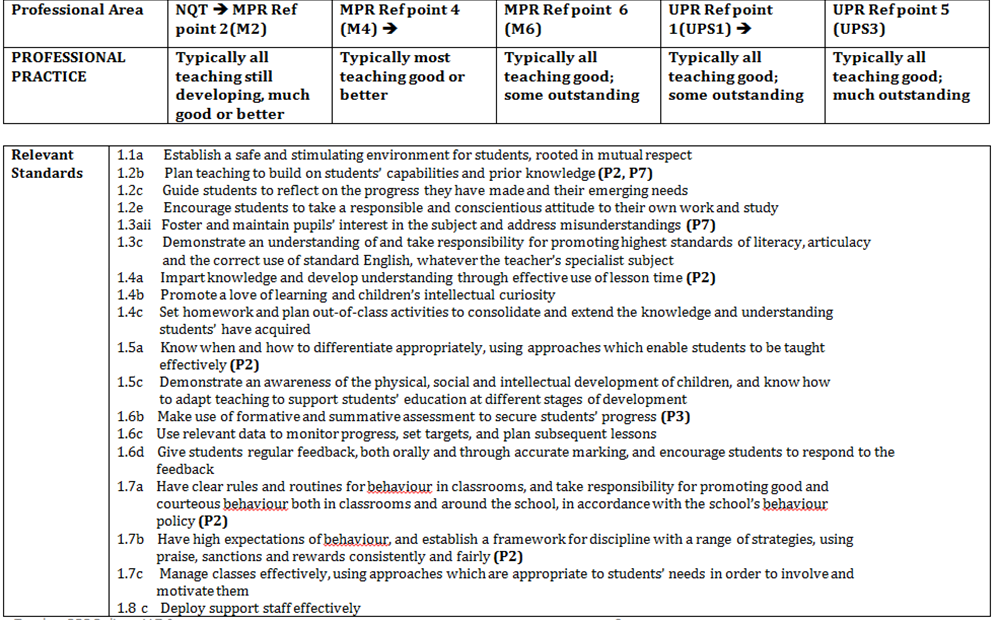 Professional Area
NQT ➔ MPR Ref
point 2(M2)
MPR Ref point 4
(M4) ➔
MPR Ref point 6
(M6)
UPR Ref point
1(UPS1) ➔
UPR Ref point 5
(UPS3)
PROFESSIONAL
PRACTICE
Typically all
teaching still
developing, much
good or better
Typically most
teaching good or
better
Typically all
teaching good;
some outstanding
Typically all
teaching good;
some outstanding
Typically all
teaching good;
much outstanding
Relevant
Standards
1.1a Establish a safe and stimulating environment for students, rooted in mutual respect
1.2b Plan teaching to build on students' capabilities and prior knowledge (P2, P7)
1.2c Guide students to reflect on the progress they have made and their emerging needs
1.2e Encourage students to take a responsible and conscientious attitude to their own work and study
1.3aii Foster and maintain pupils' interest in the subject and address misunderstandings (P7)
1.3c Demonstrate an understanding of and take responsibility for promoting highest standards of literacy, articulacy
and the correct use of standard English, whatever the teacher's specialist subject
1.4a Impart knowledge and develop understanding through effective use of lesson time (P2)
1.4b Promote a love of learning and children's intellectual curiosity
1.4c Set homework and plan out-of-class activities to consolidate and extend the knowledge and understanding
students' have acquired
1.5a Know when and how to differentiate appropriately, using approaches which enable students to be taught
effectively (P2)
1.5c Demonstrate an awareness of the physical, social and intellectual development of children, and know how
to adapt teaching to support students' education at different stages of development
1.6b Make use of formative and summative assessment to secure students' progress (P3)
1.6c Use relevant data to monitor progress, set targets, and plan subsequent lessons
1.6d Give students regular feedback, both orally and through accurate marking, and encourage students to respond to the
feedback
1.7a Have clear rules and routines for behaviour in classrooms, and take responsibility for promoting good and
courteous behaviour both in classrooms and around the school, in accordance with the school's behaviour
policy (P2)
1.7b Have high expectations of behaviour, and establish a framework for discipline with a range of strategies, using
praise, sanctions and rewards consistently and fairly (P2)
1.7c Manage classes effectively, using approaches which are appropriate to students' needs in order to involve and
motivate them
1.8 c Deploy support staff effectively